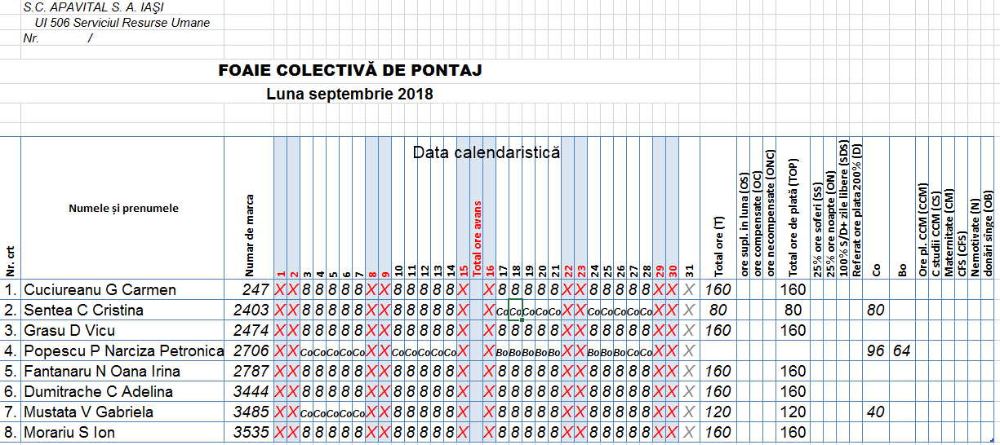 S.C. APAVITAL S. A. IAŞI
UI 506 Serviciul Resurse Umane
Nr. /
FOAIE COLECTIVĂ DE PONTAJ
Luna septembrie 2018
Data calendaristică
Nr. crt Numele și prenumele Numar de marca 1 2 3 4 5 6 7 8 9 10 11 12 13 14 15 Total ore avans 16 17 18 19 20 21 22 23 24 25 26 27 28 29 30 31 Total ore (T) ore supl. in luna (OS) ore compensate (OC) ore necompensate (ONC) Total ore de plată (TOP) 25% ore soferi (SS) 25% ore noapte (ON) 100% S/D+ zile libere (SDS) Referat ore plata 200% (D) Co Bo Ore pl. CCM (CCM) C studii CCM (CS) Maternitate (CM) CFS (CFS) Nemotivate (N) donări sînge (OB)
1. Cuciureanu G Carmen 247 X X 8 8 8 8 8 X X 8 8 8 8 8 X X 8 8 8 8 8 X X 8 8 8 8 8 X X X 160 160
2. Sentea C Cristina 2403 X X 8 8 8 8 8 X X 8 8 8 8 8 X X Co Co Co Co Co X X Co Co Co Co Co X X X 80 80 80
3. Grasu D Vicu 2474 X X 8 8 8 8 8 X X 8 8 8 8 8 X X 8 8 8 8 8 X X 8 8 8 8 8 X X X 160 160
4. Popescu P Narciza Petronica 2706 X X Co Co Co Co Co X X Co Co Co Co Co X X Bo Bo Bo Bo Bo X X Bo Bo Bo Co Co X X X 96 64
5. Fantanaru N Oana Irina 2787 X X 8 8 8 8 8 X X 8 8 8 8 8 X X 8 8 8 8 8 X X 8 8 8 8 8 X X X 160 160
6. Dumitrache C Adelina 3444 X X 8 8 8 8 8 X X 8 8 8 8 8 X X 8 8 8 8 8 X X 8 8 8 8 8 X X X 160 160
7. Mustata V Gabriela 3485 X X Co Co Co Co Co X X 8 8 8 8 8 X X 8 8 8 8 8 X X 8 8 8 8 8 X X X 120 120 40
8. Morariu S Ion 3535 X X 8 8 8 8 8 X X 8 8 8 8 8 X X 8 8 8 8 8 X X 8 8 8 8 8 X X X 160 160